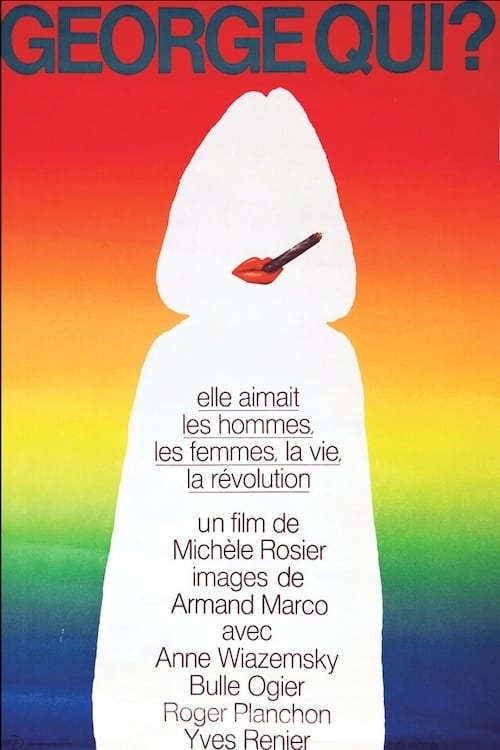 GEORGE QUI?
elle aimait
les hommes,
les femmes, la vie,
la révolution
un film de
Michèle Rosier
images de
Armand Marco
avec
Anne Wiazemsky
Bulle Ogier
Roger Planchon
Yves Renier